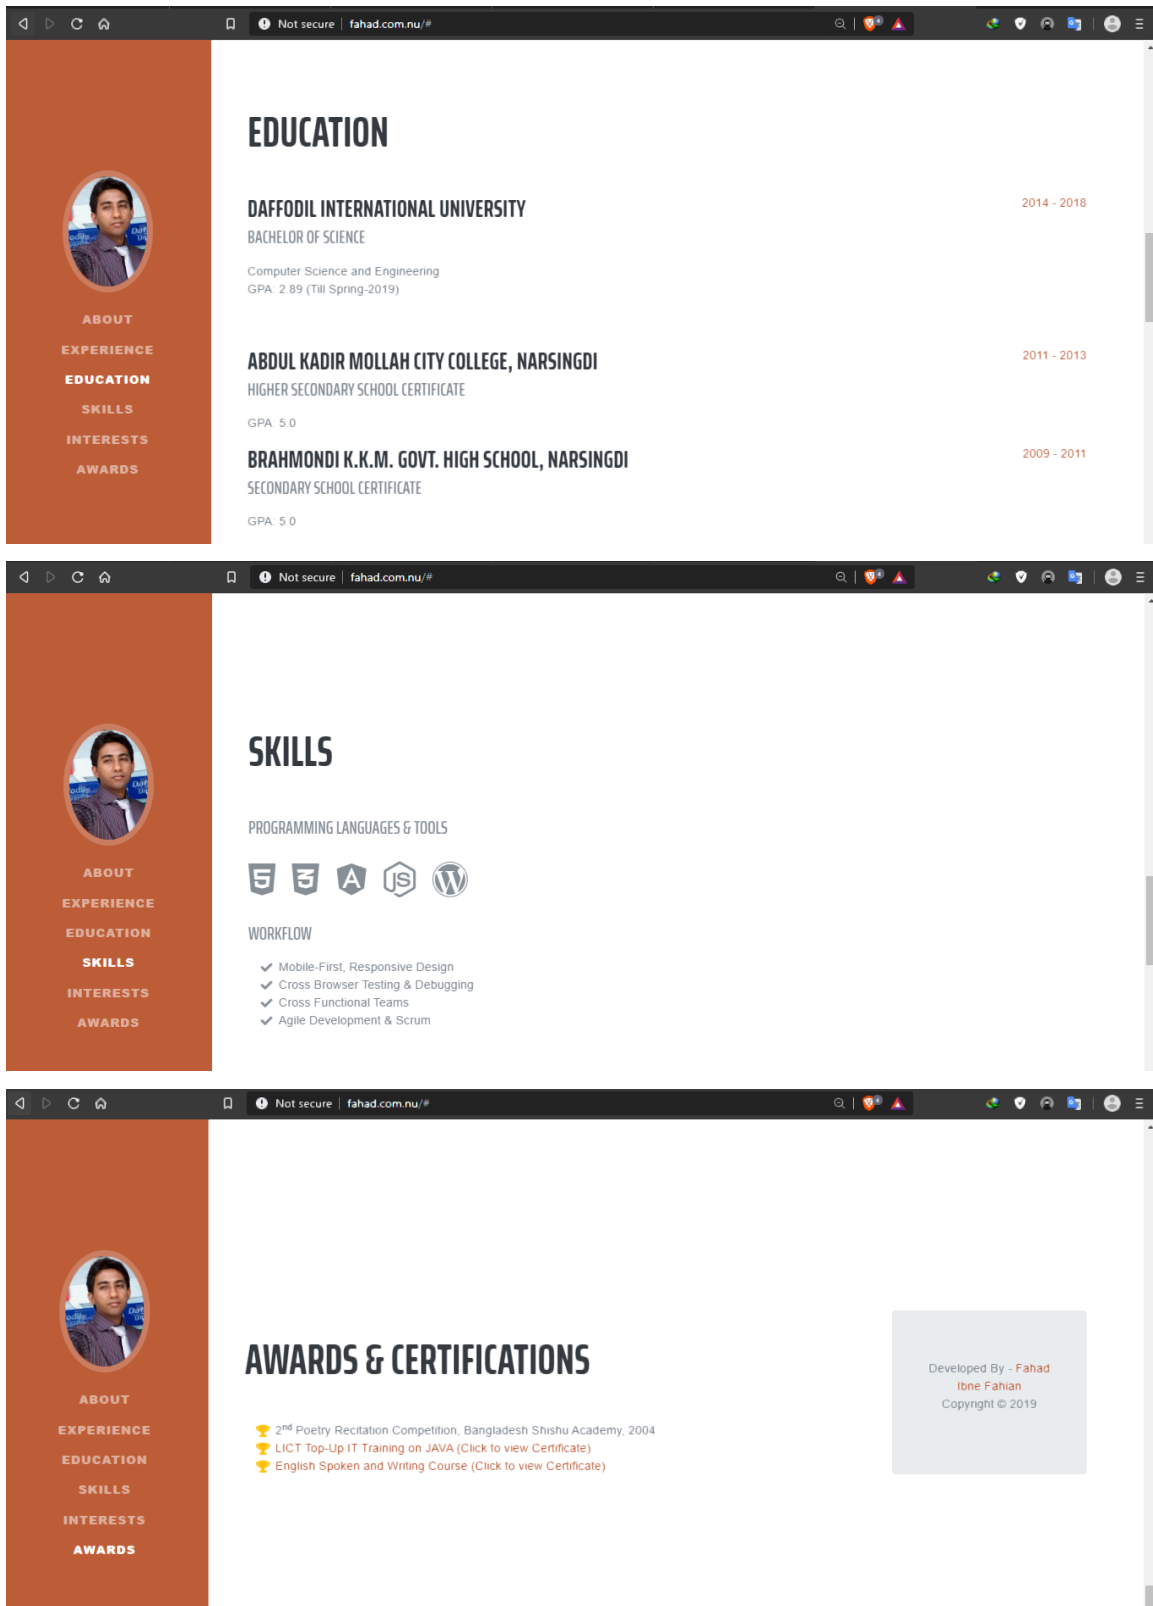 Not secure | fahad.com.nu/#
EDUCATION
DAFFODIL INTERNATIONAL UNIVERSITY
2014 - 2018
BACHELOR OF SCIENCE
Computer Science and Engineering
GPA: 2.89 (Till Spring-2019)
ABOUT
EXPERIENCE
EDUCATION
SKILLS
INTERESTS
AWARDS
ABDUL KADIR MOLLAH CITY COLLEGE, NARSINGDI
2011 - 2013
HIGHER SECONDARY SCHOOL CERTIFICATE
GPA: 5.0
BRAHMONDI K.K.M. GOVT. HIGH SCHOOL, NARSINGDI
2009 - 2011
SECONDARY SCHOOL CERTIFICATE
GPA: 5.0
Not secure | fahad.com.nu/#
SKILLS
PROGRAMMING LANGUAGES & TOOLS
5 3 A JS W
ABOUT
EXPERIENCE
EDUCATION
SKILLS
INTERESTS
AWARDS
WORKFLOW
Mobile-First, Responsive Design
Cross Browser Testing & Debugging
Cross Functional Teams
Agile Development & Scrum
Not secure | fahad.com.nu/#
AWARDS & CERTIFICATIONS
ABOUT
EXPERIENCE
EDUCATION
SKILLS
INTERESTS
AWARDS
2nd Poetry Recitation Competition, Bangladesh Shishu Academy, 2004
LICT Top-Up IT Training on JAVA (Click to view Certificate)
English Spoken and Writing Course (Click to view Certificate)
Developed By - Fahad
Ibne Fahian
Copyright © 2019